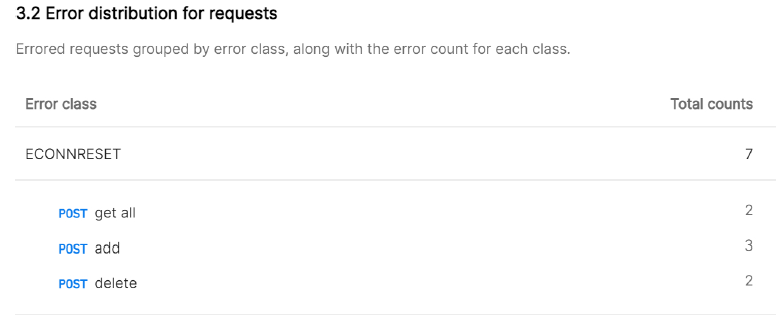 3.2 Error distribution for requests
Errored requests grouped by error class, along with the error count for each class.
Error class Total counts
ECONNRESET 7
POST get all 2
POST add 3
POST delete 2